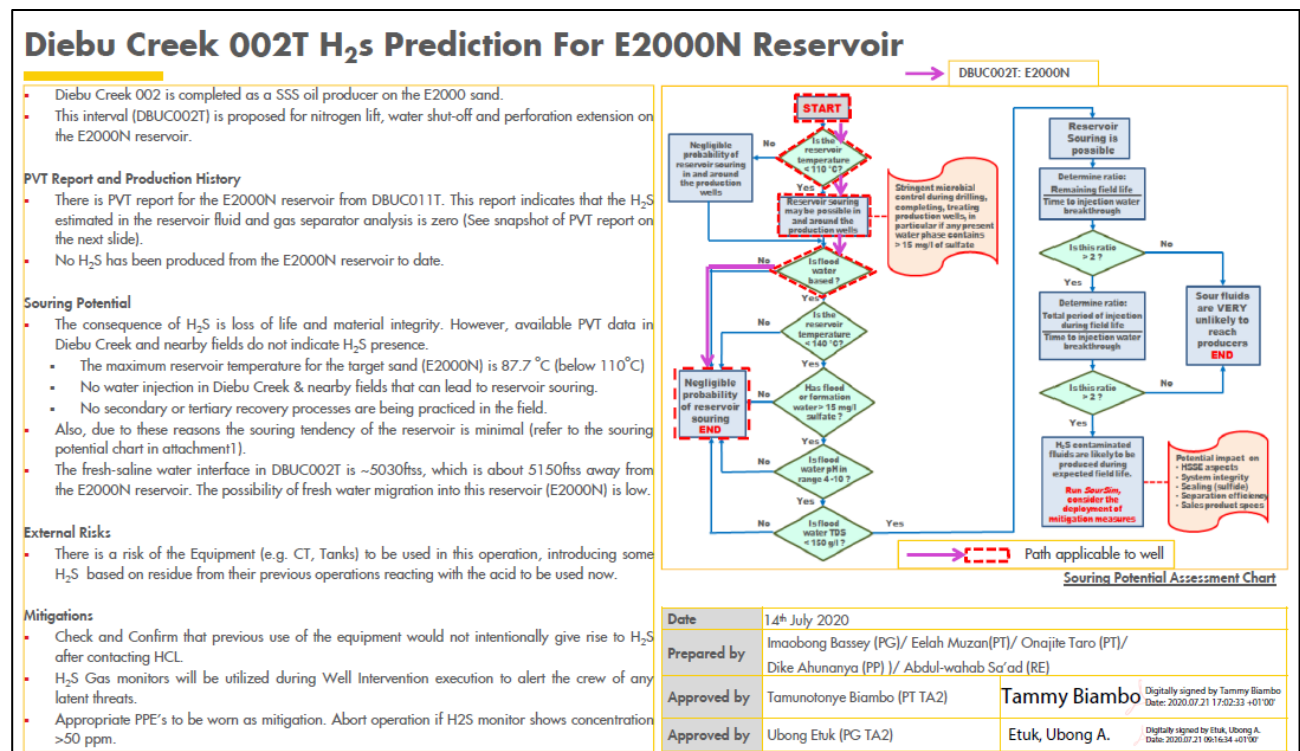 Diebu Creek 002T H2s Prediction For E2000N Reservoir
DBUC002T: E2000N
▪ Diebu Creek 002 is completed as a SSS oil producer on the E2000 sand.
▪ This interval (DBUC002T) is proposed for nitrogen lift, water shut-off and perforation extension on
the E2000N reservoir.
PVT Report and Production History
▪ There is PVT report for the E2000N reservoir from DBUC011T. This report indicates that the H2S
estimated in the reservoir fluid and gas separator analysis is zero (See snapshot of PVT report on
the next slide).
▪ No H2S has been produced from the E2000N reservoir to date.
Souring Potential
▪ The consequence of H2S is loss of life and material integrity. However, available PVT data in
Diebu Creek and nearby fields do not indicate H2S presence.
▪ The maximum reservoir temperature for the target sand (E2000N) is 87.7 °C (below 110°C)
▪ No water injection in Diebu Creek & nearby fields that can lead to reservoir souring.
▪ No secondary or tertiary recovery processes are being practiced in the field.
▪ Also, due to these reasons the souring tendency of the reservoir is minimal (refer to the souring
potential chart in attachment1).
▪ The fresh-saline water interface in DBUC002T is ~5030ftss, which is about 5150ftss away from
the E2000N reservoir. The possibility of fresh water migration into this reservoir (E2000N) is low.
External Risks
▪ There is a risk of the Equipment (e.g. CT, Tanks) to be used in this operation, introducing some
H2S based on residue from their previous operations reacting with the acid to be used now.
Mitigations
▪ Check and Confirm that previous use of the equipment would not intentionally give rise to H2S
after contacting HCL.
▪ H2S Gas monitors will be utilized during Well Intervention execution to alert the crew of any
latent threats.
▪ Appropriate PPE's to be worn as mitigation. Abort operation if H2S monitor shows concentration
>50 ppm.
START
Is the
reservoir
temperature
< 110 °C?
No
Negligible
probability of
reservoir souring
in and around
the production
wells
Yes
Reservoir souring
may be possible in
and around the
production wells
Stringent microbial
control during drilling,
completing, treating
production wells, in
particular if any present
water phase contains
> 15 mg/l of sulfate
Is flood
water
based?
No
Yes
Is the
reservoir
temperature
< 140 °C?
No
Yes
Negligible
probability
of reservoir
souring
END
Has flood
or formation
water > 15 mg/l
sulfate ?
No
Yes
Is flood
water pH in
range 4-10 ?
No
Yes
Is flood
water TDS
< 150 g/l ?
No
Yes
Reservoir
Souring is
possible
Determine ratio:
Remaining field life
Time to injection water
breakthrough
Is this ratio
> 2 ?
No
Yes
Determine ratio:
Total period of injection
during field life
Time to injection water
breakthrough
Sour fluids
are VERY
unlikely to
reach
producers
END
Is this ratio
> 2 ?
No
Yes
H2S contaminated
fluids are likely to be
produced during
expected field life.
Run SourSim,
consider the
deployment of
mitigation measures
Potential impact on
- HSSE aspects
- System integrity
- Scaling (sulfide)
- Separation efficiency
- Sales product specs
Path applicable to well
Souring Potential Assessment Chart
Date
14th July 2020
Prepared by
Imaobong Bassey (PG)/ Eelah Muzan(PT)/ Onajite Taro (PT)/
Dike Ahunanya (PP) )/ Abdul-wahab Sa'ad (RE)
Approved by
Tamunotonye Biambo (PT TA2)
Tammy Biambo
Digitally signed by Tammy Biambo
Date: 2020.07.21 17:02:33 +01'00'
Approved by
Ubong Etuk (PG TA2)
Etuk, Ubong A.
Digitally signed by Etuk, Ubong A.
Date: 2020.07.21 09:16:34 +01'00'